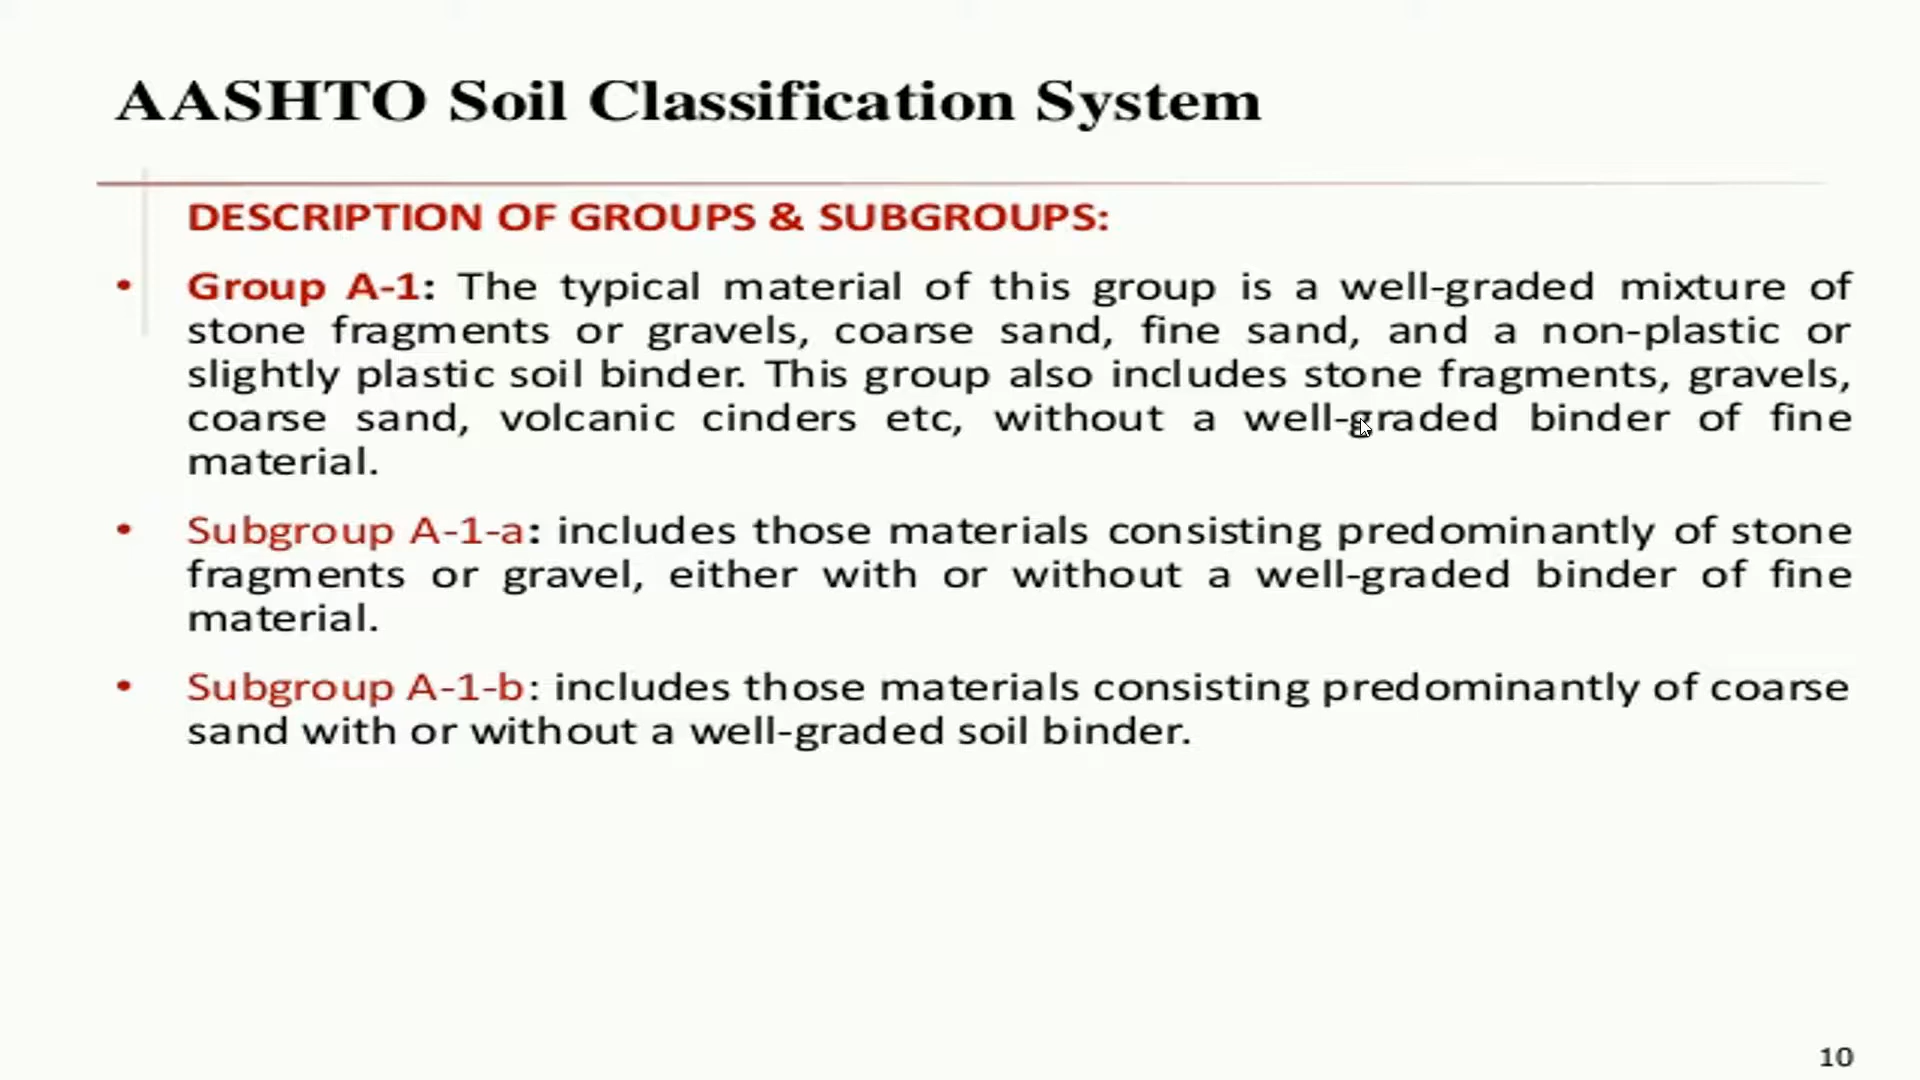 AASHTO Soil Classification System
DESCRIPTION OF GROUPS & SUBGROUPS:
• Group A-1: The typical material of this group is a well-graded mixture of
stone fragments or gravels, coarse sand, fine sand, and a non-plastic or
slightly plastic soil binder. This group also includes stone fragments, gravels,
coarse sand, volcanic cinders etc, without a well-graded binder of fine
material.
• Subgroup A-1-a: includes those materials consisting predominantly of stone
fragments or gravel, either with or without a well-graded binder of fine
material.
• Subgroup A-1-b: includes those materials consisting predominantly of coarse
sand with or without a well-graded soil binder.
10